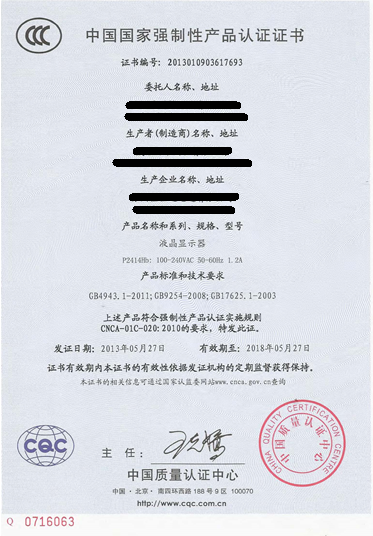 CCC
中国国家强制性产品认证证书
证书编号: 2013010903617693
委托人名称、地址
生产者(制造商)名称、地址
生产企业名称、地址
产品名称和系列、规格、型号
液晶显示器
P2414Hb: 100-240VAC 50-60Hz 1.2A
产品标准和技术要求
GB4943.1-2011;GB9254-2008;GB17625.1-2003
上述产品符合强制性产品认证实施规则
CNCA-01C-020:2010的要求，特发此证。
发证日期: 2013年05月27日 有效期至: 2018年05月27日
证书有效期内本证书的有效性依据发证机构的定期监督获得保持。
本证书的相关信息可通过国家认监委网站www.cnca.gov.cn查询
CQC
主 任:
中国质量认证中心
中国·北京·南四环西路188号9区 100070
http://www.cqc.com.cn
CHINA QUALITY CERTIFICATION CENTRE
中国质量认证中心
Q 0716063